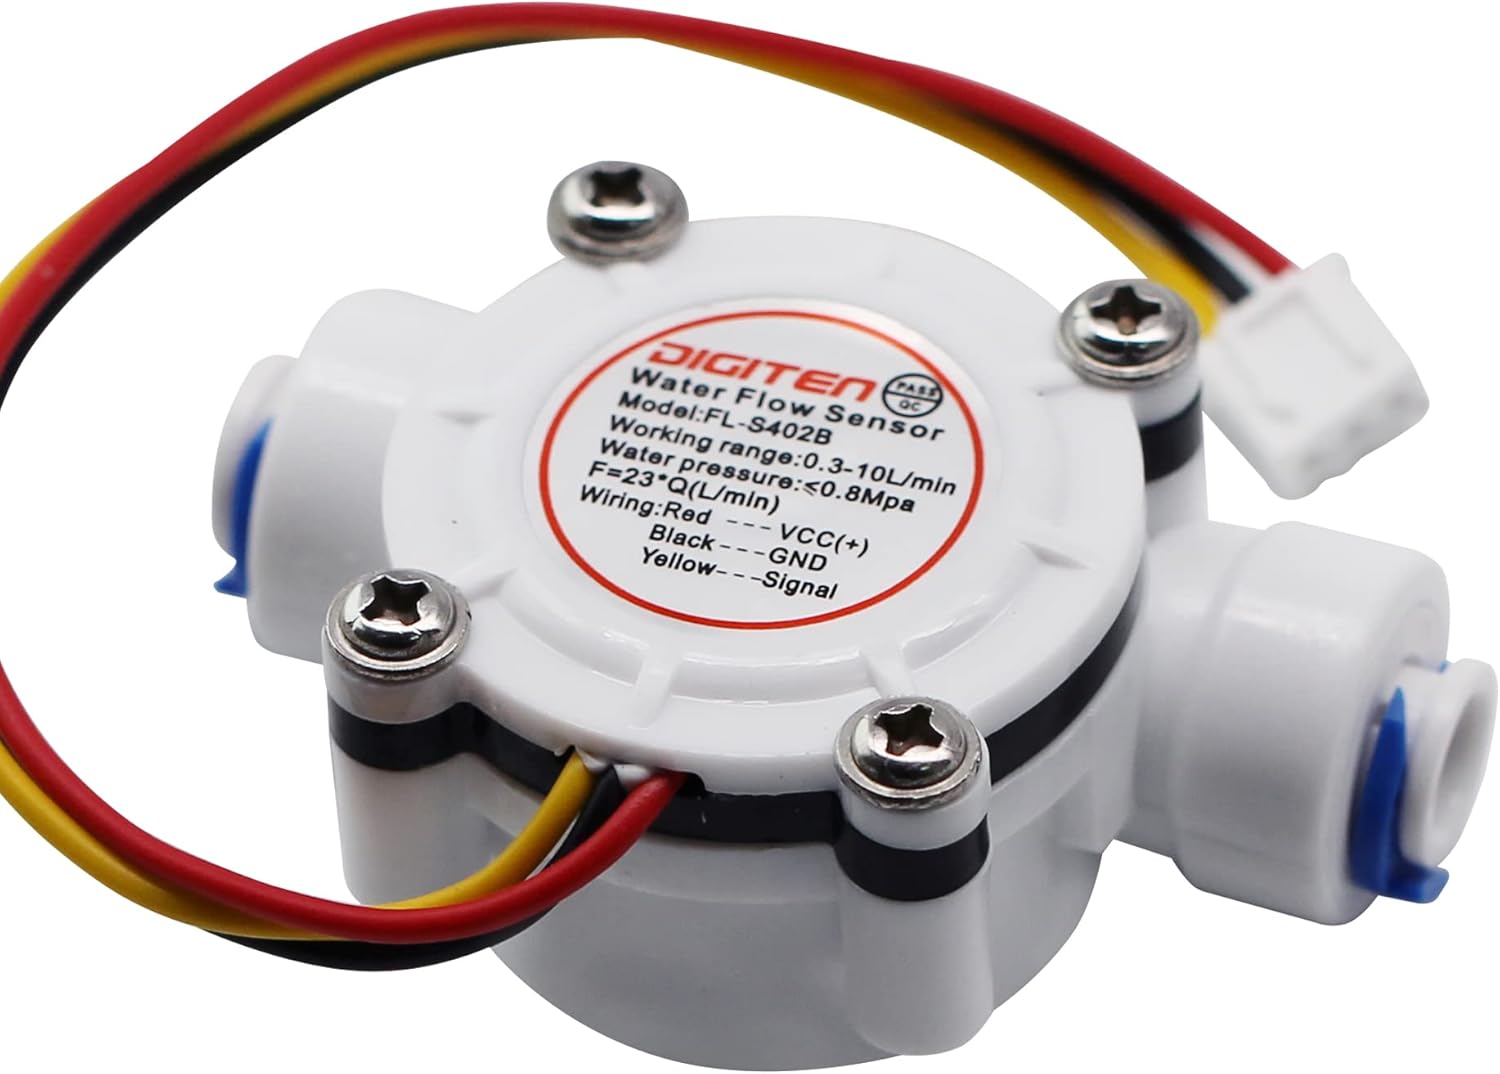 DIGITEN
PASS
QC
Water Flow Sensor
Model:FL-S402B
Working range:0.3-10L/min
Water pressure:≤0.8Mpa
F=23*Q(L/min)
Wiring:Red --- VCC(+)
Black---GND
Yellow---Signal